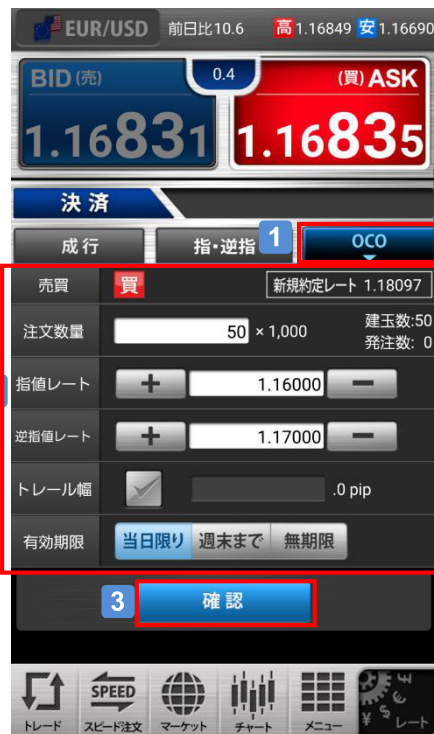 EUR/USD 前日比10.6 高 1.16849 安 1.16690
BID (売) 0.4 (買) ASK
1.16831 1.16835
決済
成行 指・逆指 1 OCO
売買 買 新規約定レート 1.18097
注文数量 50 × 1,000 建玉数:50
発注数: 0
指値レート + 1.16000 −
逆指値レート + 1.17000 −
トレール幅 .0 pip
有効期限 当日限り 週末まで 無期限
3 確認
トレード SPEED スピード注文 マーケット チャート メニュー ¥ $ € レート